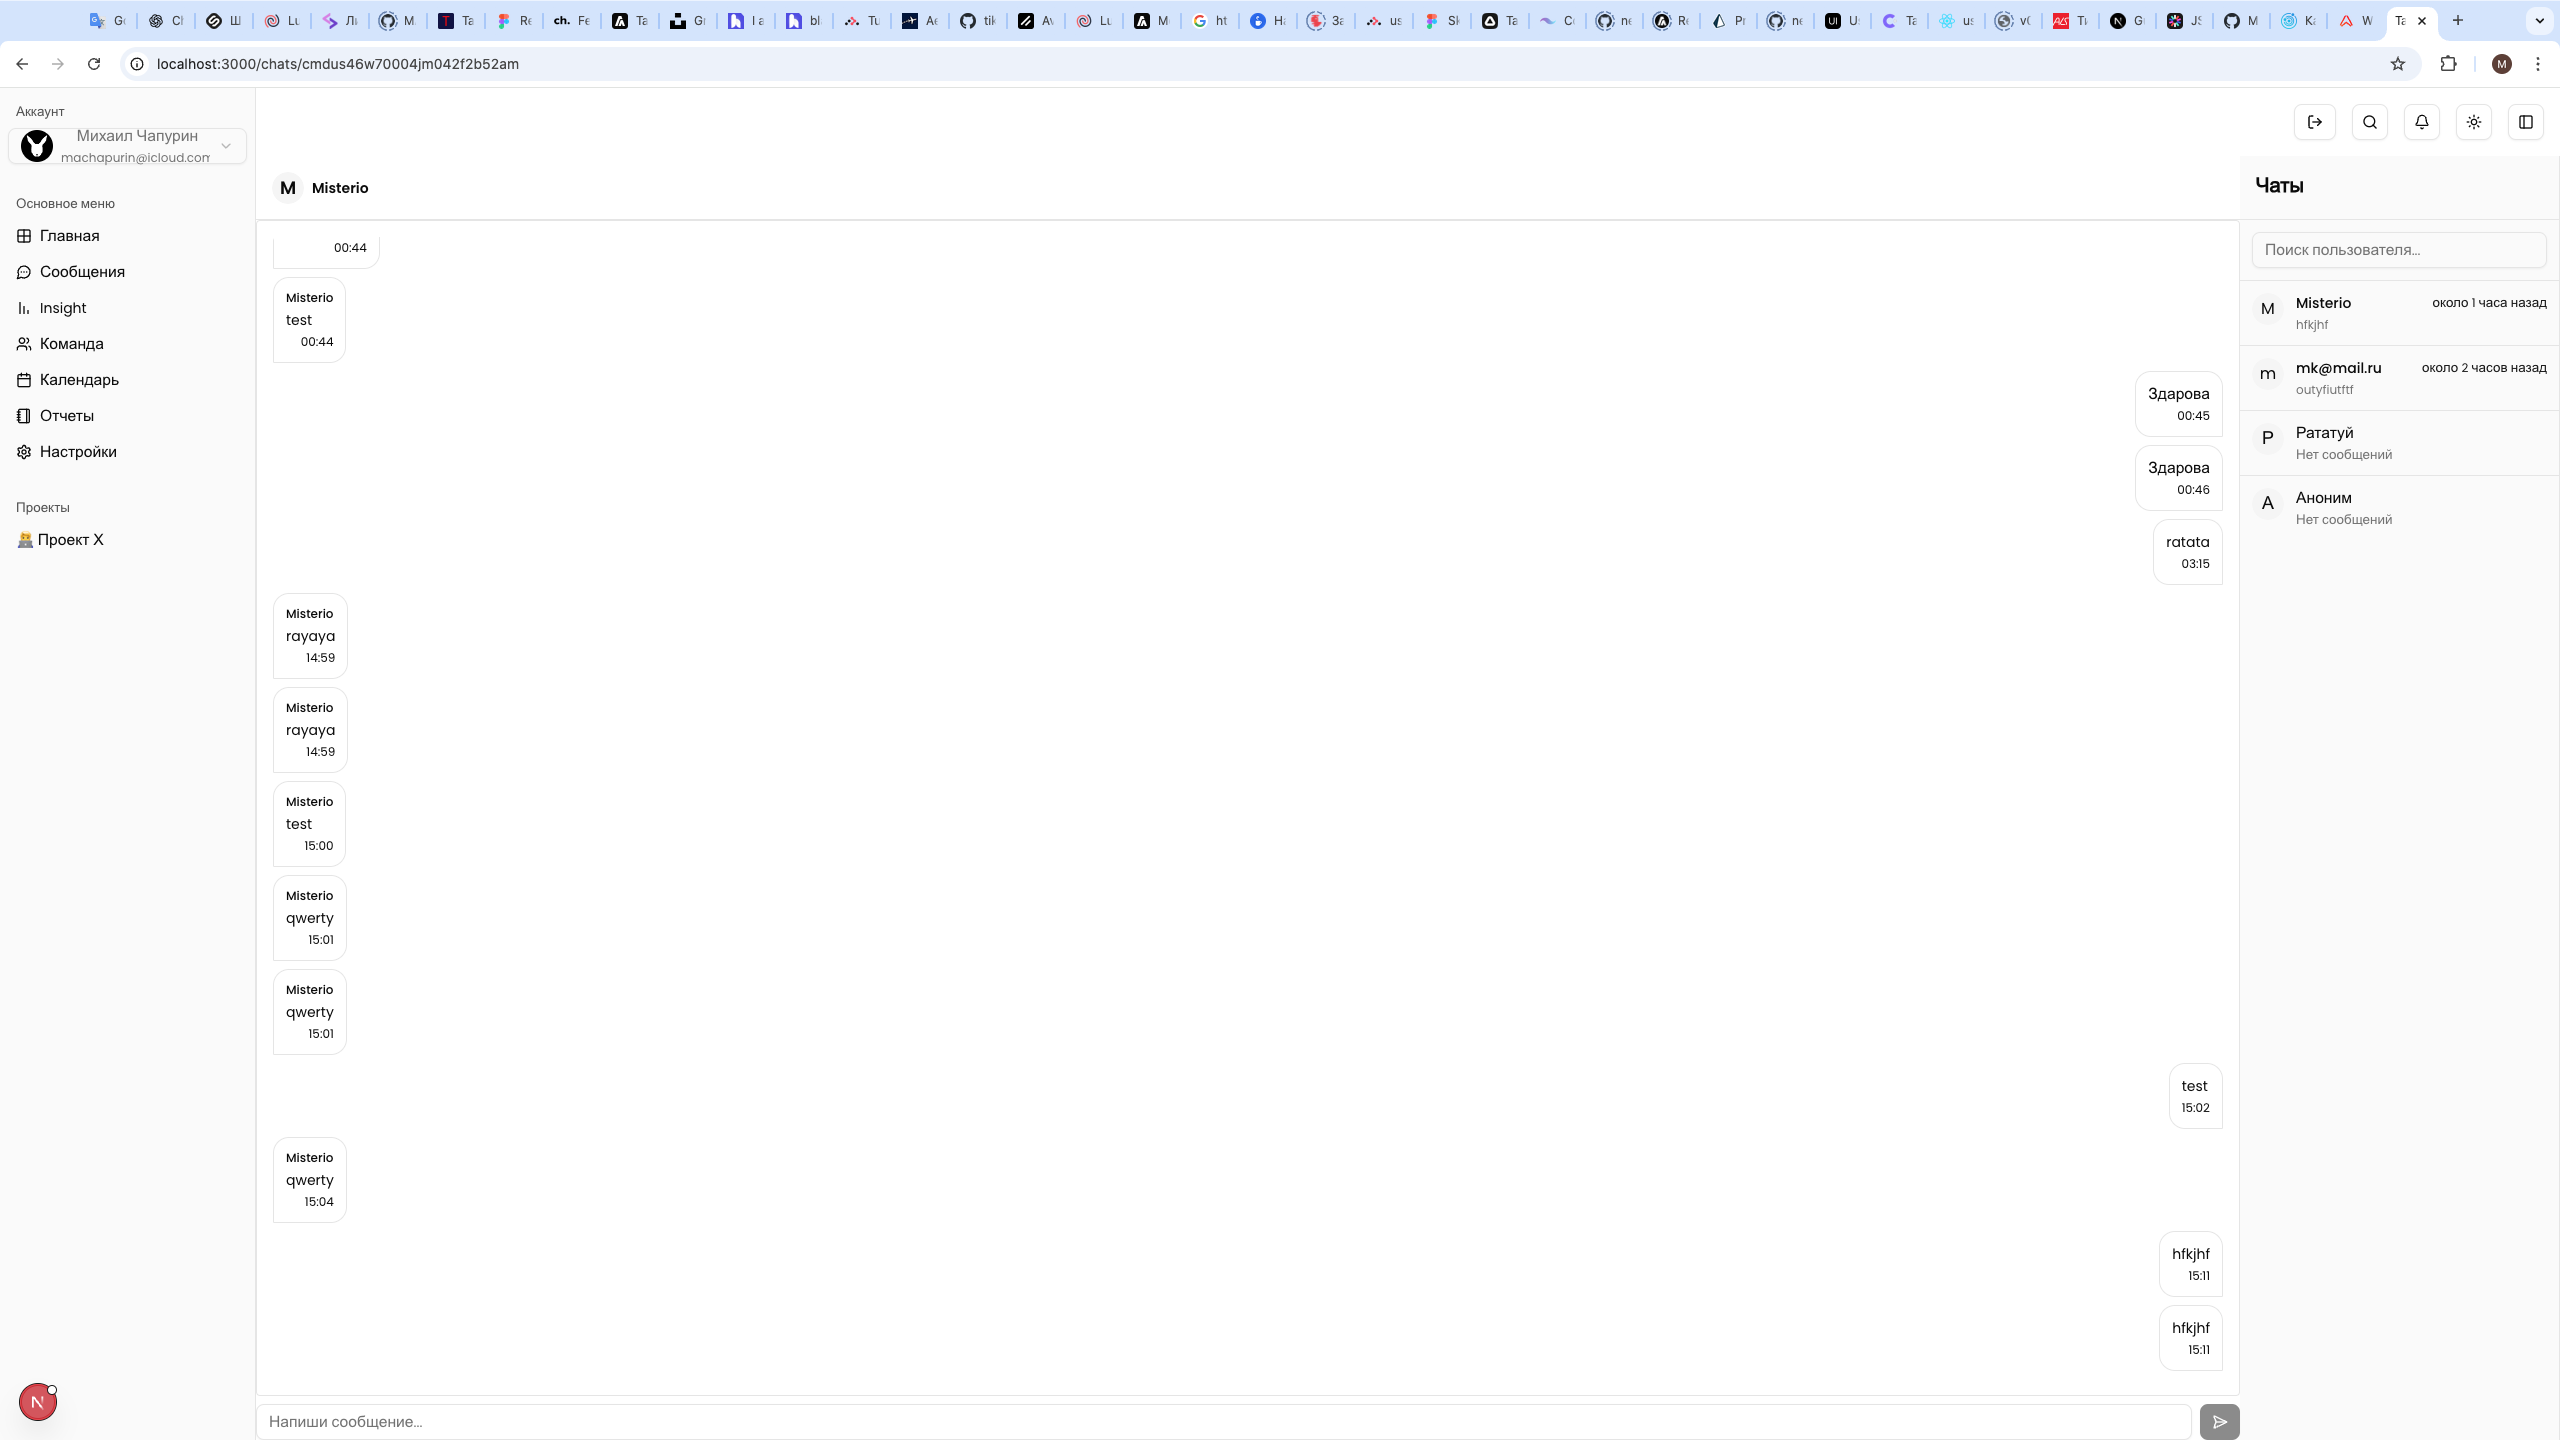 Ta
localhost:3000/chats/cmdus46w70004jm042f2b52am
M
Аккаунт
Михаил Чапурин
machapurin@icloud.com
Основное меню
Главная
Сообщения
Insight
Команда
Календарь
Отчеты
Настройки
Проекты
Проект X
N
M
Misterio
00:44
Misterio
test
00:44
Здарова
00:45
Здарова
00:46
ratata
03:15
Misterio
rayaya
14:59
Misterio
rayaya
14:59
Misterio
test
15:00
Misterio
qwerty
15:01
Misterio
qwerty
15:01
test
15:02
Misterio
qwerty
15:04
hfkjhf
15:11
hfkjhf
15:11
Напиши сообщение...
Чаты
Поиск пользователя...
M
Misterio
около 1 часа назад
hfkjhf
m
mk@mail.ru
около 2 часов назад
outyfiutftf
Р
Рататуй
Нет сообщений
А
Аноним
Нет сообщений